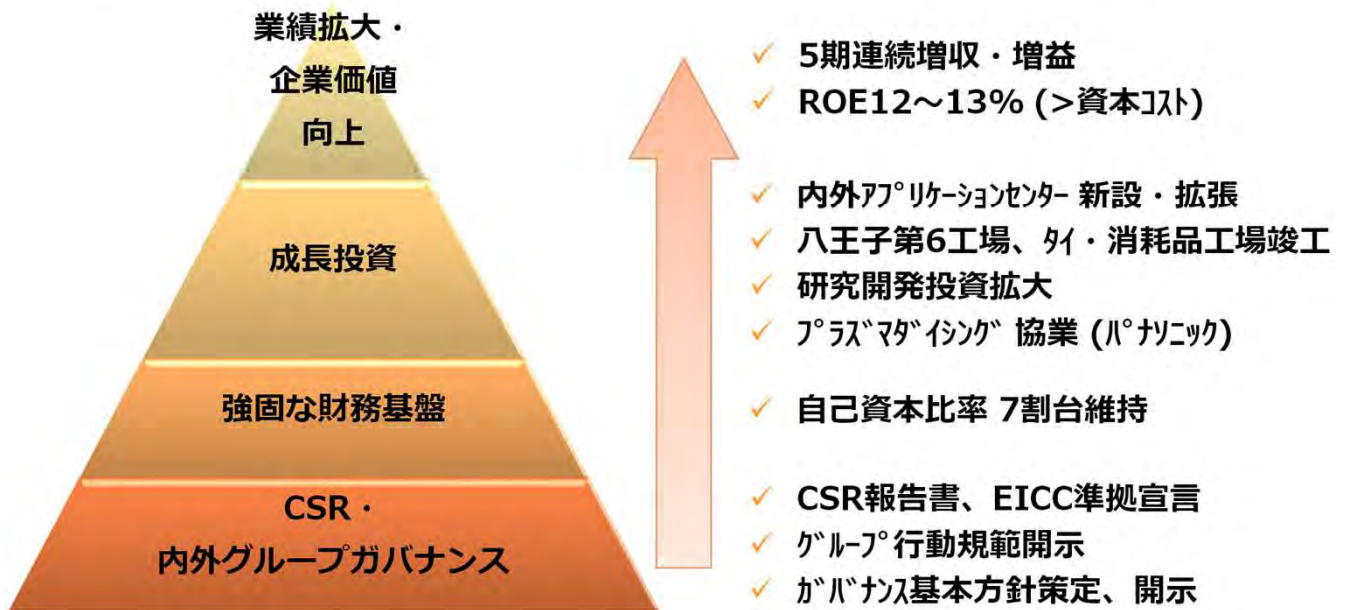 業績拡大・
企業価値
向上
成長投資
強固な財務基盤
CSR・
内外グループガバナンス
✓ 5期連続増収・増益
✓ ROE12～13% (>資本ｺｽﾄ)
✓ 内外ｱﾌﾟﾘｹｰｼｮﾝｾﾝﾀｰ 新設・拡張
✓ 八王子第6工場、ﾀｲ・消耗品工場竣工
✓ 研究開発投資拡大
✓ ﾌﾟﾗｽﾞﾏﾀﾞｲｼﾝｸﾞ 協業 (ﾊﾟﾅｿﾆｯｸ)
✓ 自己資本比率 7割台維持
✓ CSR報告書、EICC準拠宣言
✓ ｸﾞﾙｰﾌﾟ行動規範開示
✓ ｶﾞﾊﾞﾅﾝｽ基本方針策定、開示